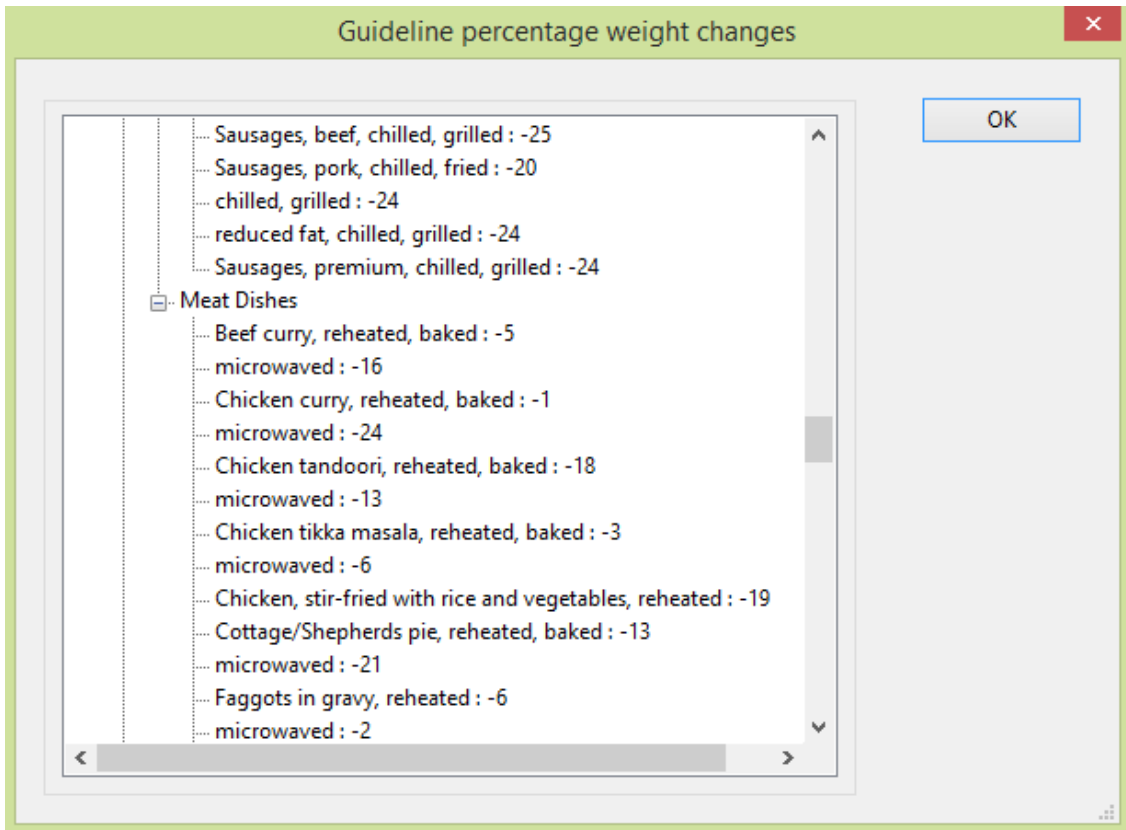 Guideline percentage weight changes
OK
Sausages, beef, chilled, grilled : -25
Sausages, pork, chilled, fried : -20
chilled, grilled : -24
reduced fat, chilled, grilled : -24
Sausages, premium, chilled, grilled : -24
Meat Dishes
Beef curry, reheated, baked : -5
microwaved : -16
Chicken curry, reheated, baked : -1
microwaved : -24
Chicken tandoori, reheated, baked : -18
microwaved : -13
Chicken tikka masala, reheated, baked : -3
microwaved : -6
Chicken, stir-fried with rice and vegetables, reheated : -19
Cottage/Shepherds pie, reheated, baked : -13
microwaved : -21
Faggots in gravy, reheated : -6
microwaved : -2